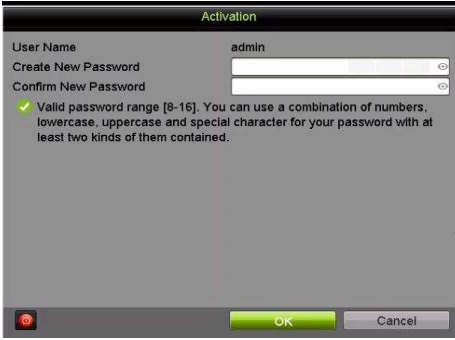 Activation
User Name admin
Create New Password
Confirm New Password
Valid password range [8-16]. You can use a combination of numbers,
lowercase, uppercase and special character for your password with at
least two kinds of them contained.
OK Cancel